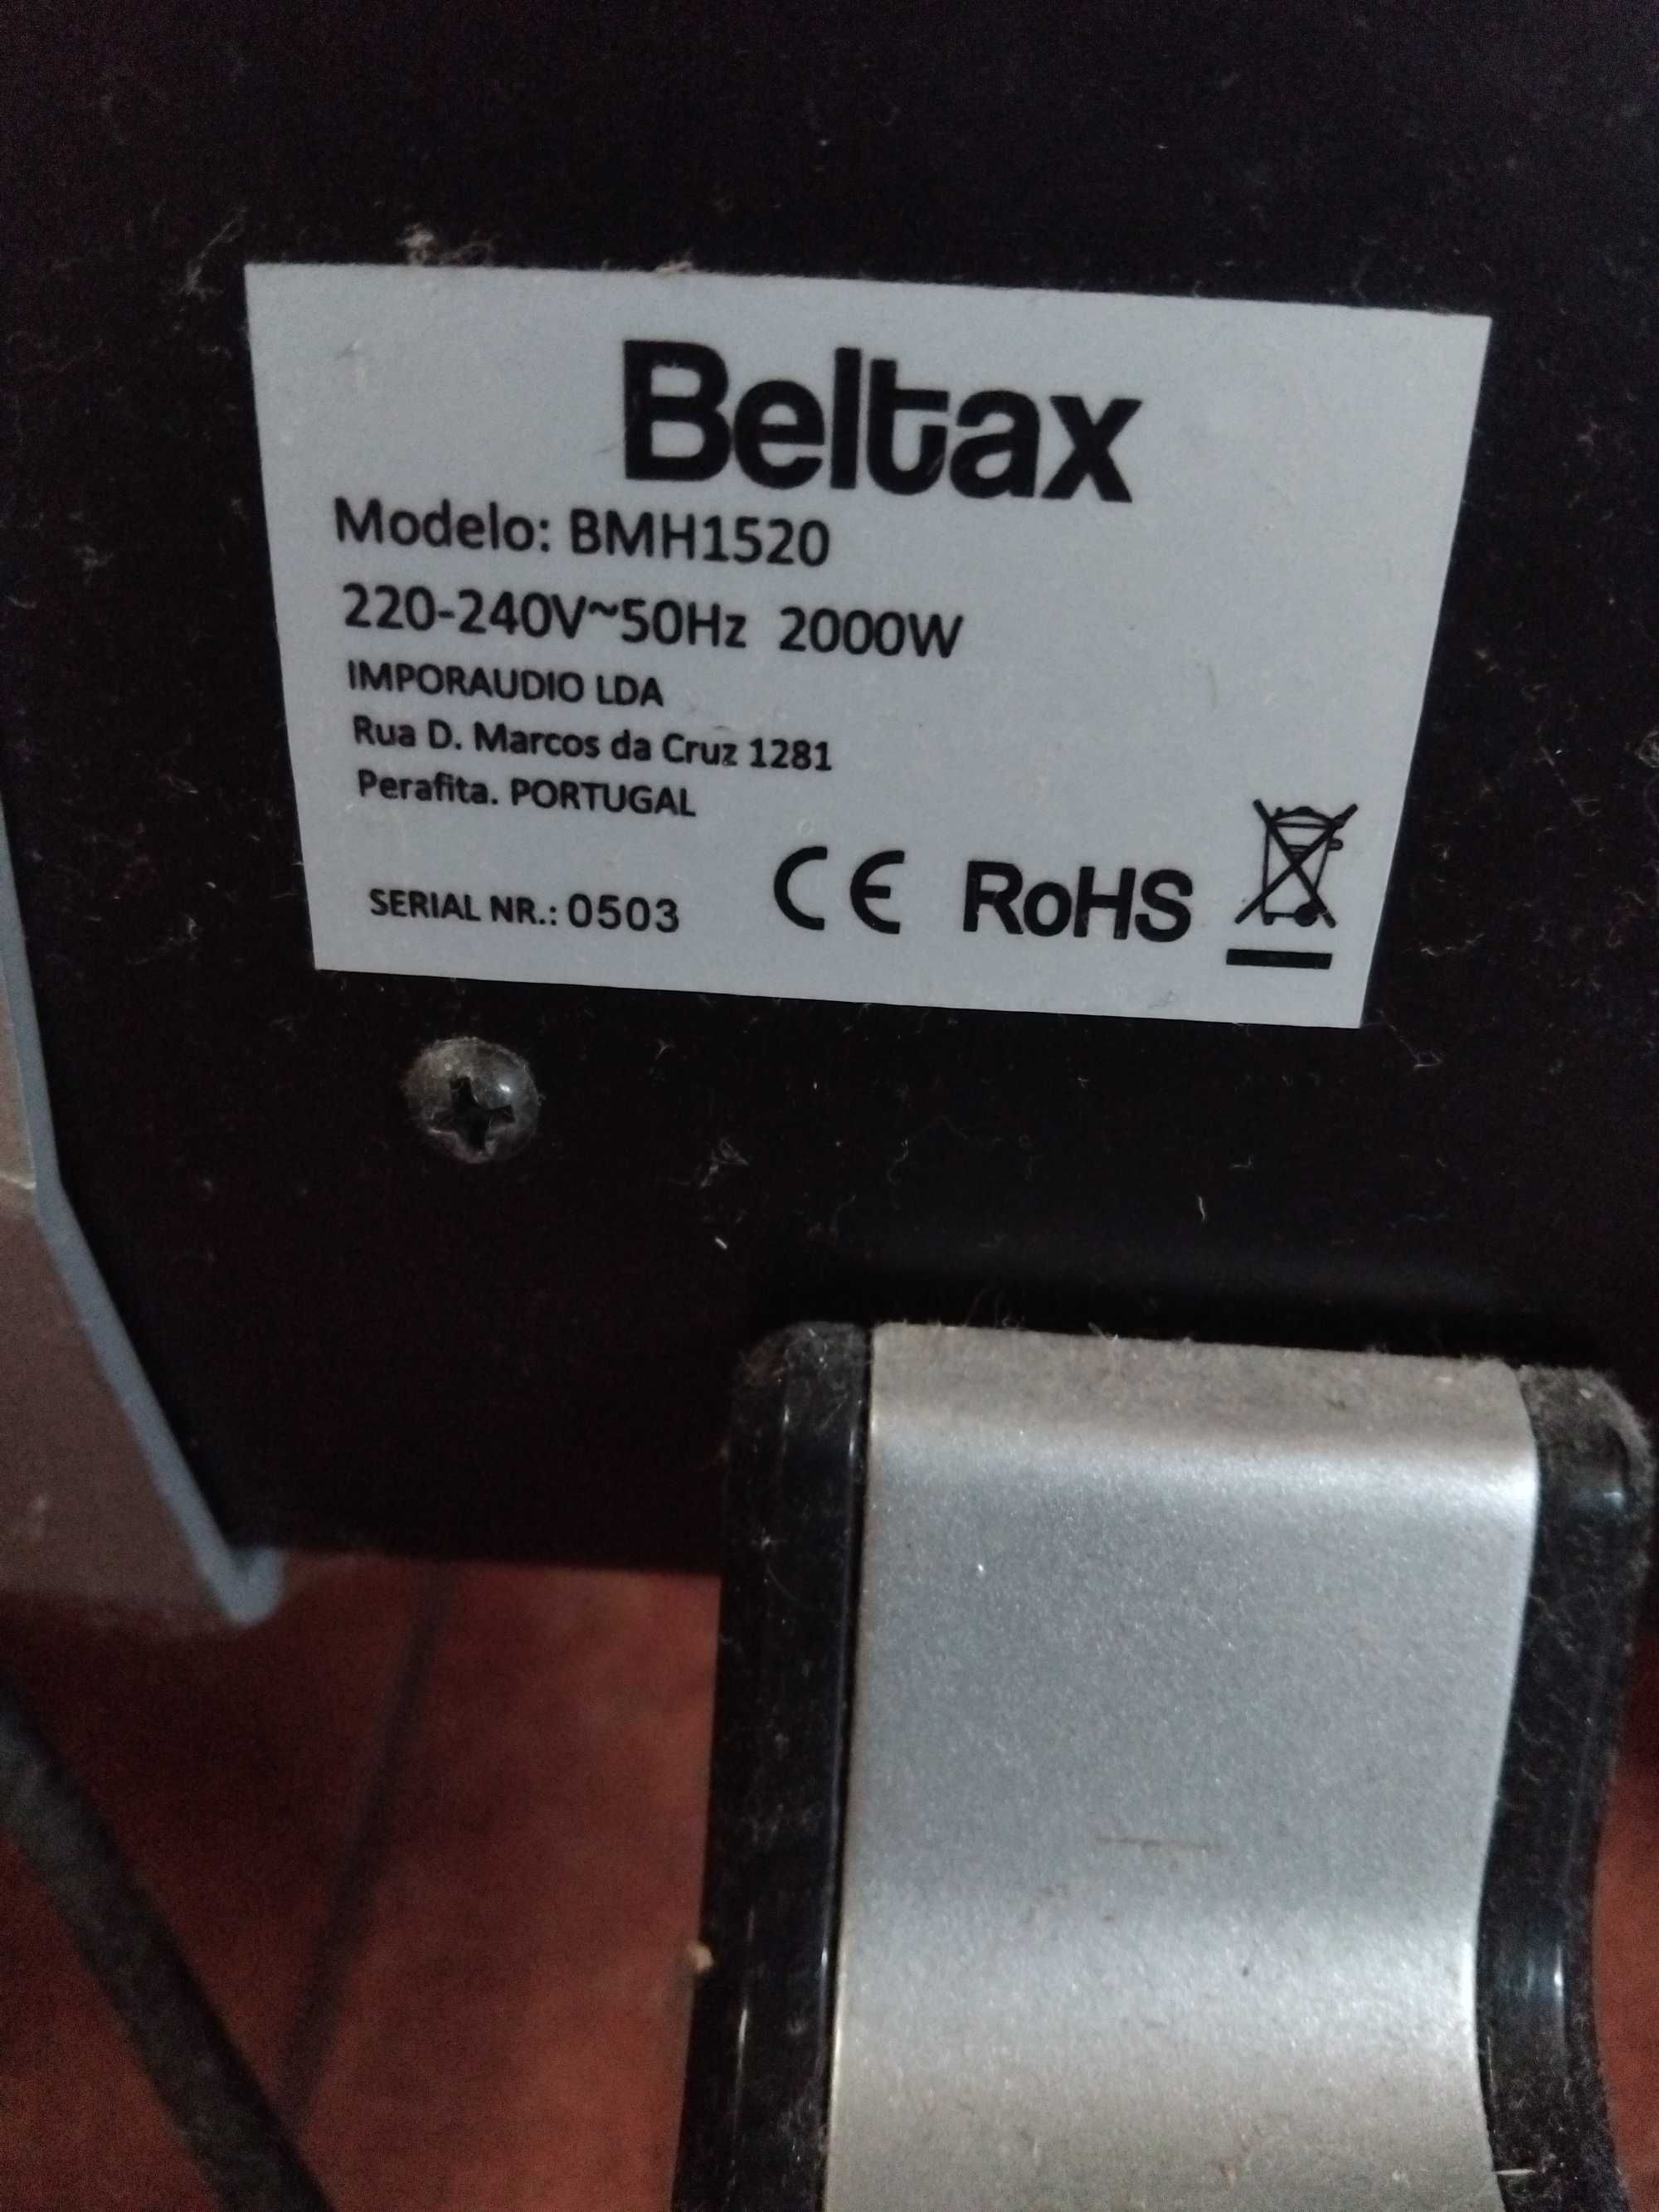 Beltax
Modelo: BMH1520
220-240V~50Hz 2000W
IMPORAUDIO LDA
Rua D. Marcos da Cruz 1281
Perafita. PORTUGAL
SERIAL NR.: 0503 CE RoHS